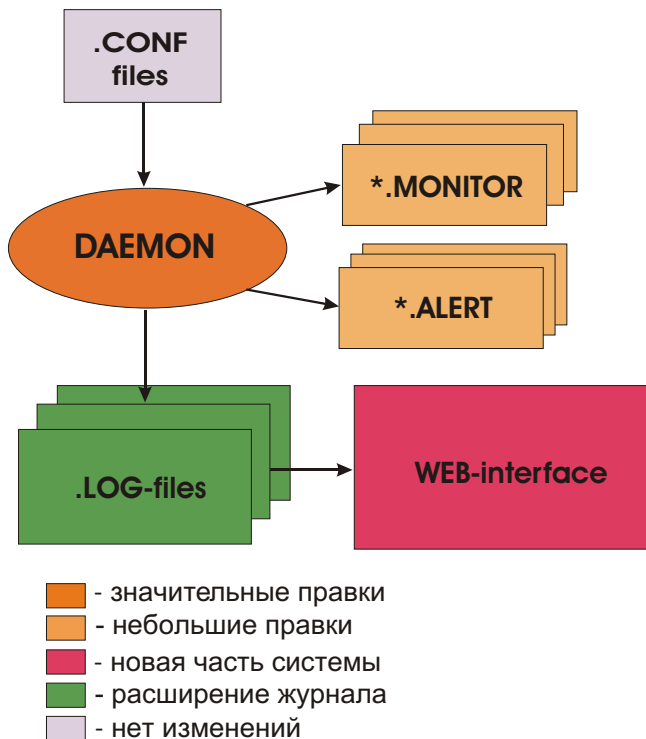 .CONF
files
*.MONITOR
DAEMON
*.ALERT
.LOG-files
WEB-interface
- значительные правки
- небольшие правки
- новая часть системы
- расширение журнала
- нет изменений